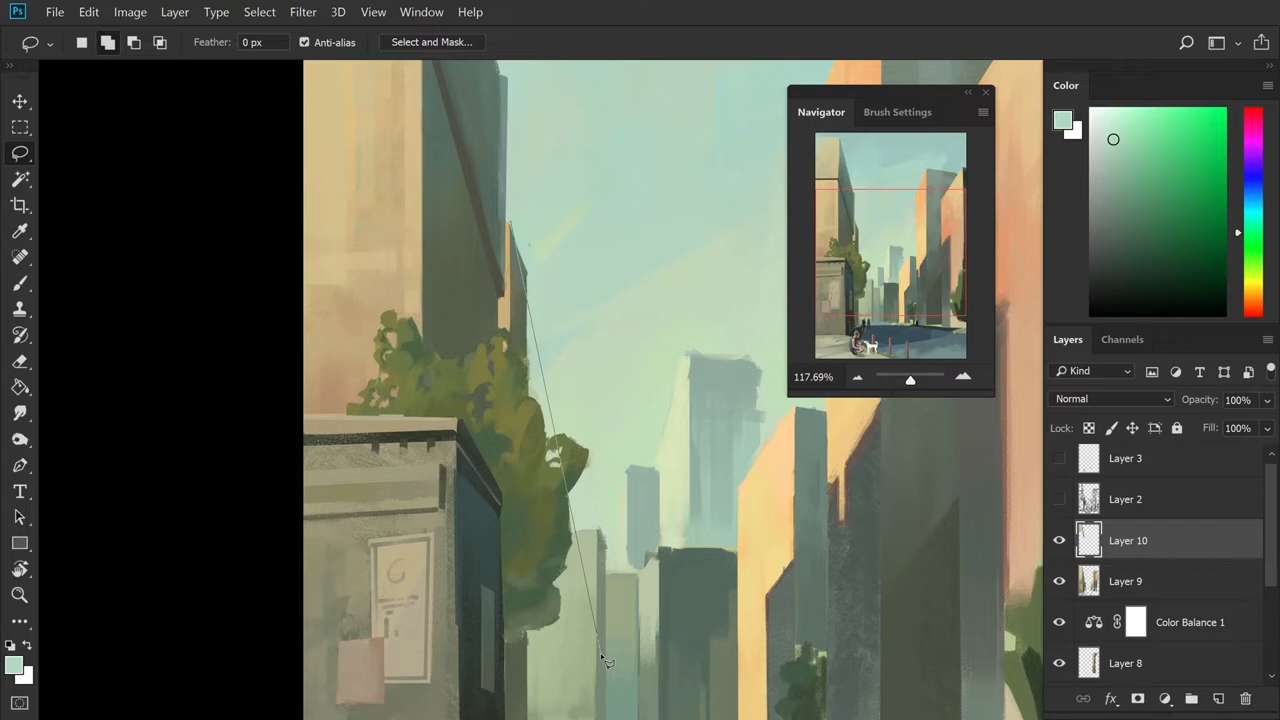 Ps File Edit Image Layer Type Select Filter 3D View Window Help
Feather: 0 px Anti-alias Select and Mask...
Color
Navigator Brush Settings
117.69%
Layers Channels
Kind
Normal Opacity: 100%
Lock: Fill: 100%
Layer 3
Layer 2
Layer 10
Layer 9
Color Balance 1
Layer 8
fx